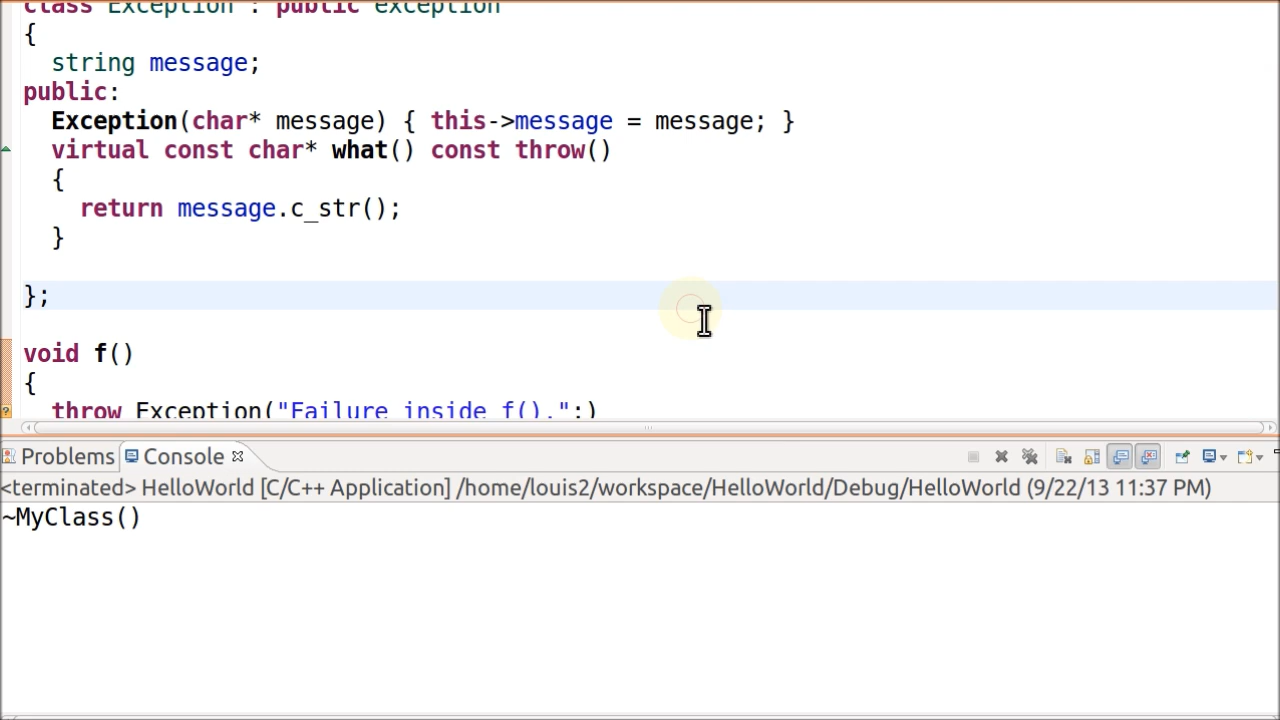 class Exception : public exception
{
  string message;
public:
  Exception(char* message) { this->message = message; }
  virtual const char* what() const throw()
  {
    return message.c_str();
  }
};
void f()
{
  throw Exception("Failure inside f().";)
Problems Console
<terminated> HelloWorld [C/C++ Application] /home/louis2/workspace/HelloWorld/Debug/HelloWorld (9/22/13 11:37 PM)
~MyClass()